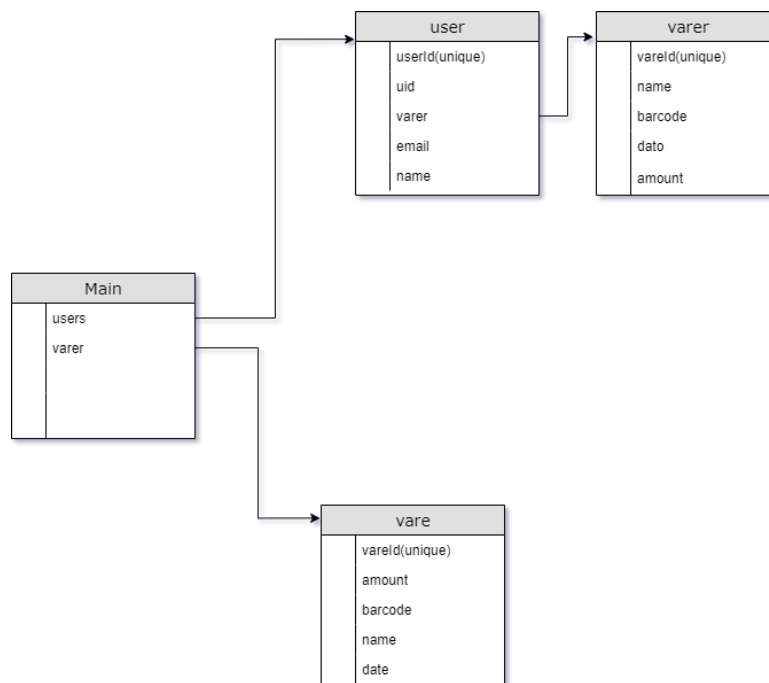 user
userId(unique)
uid
varer
email
name
varer
vareId(unique)
name
barcode
dato
amount
Main
users
varer
vare
vareId(unique)
amount
barcode
name
date